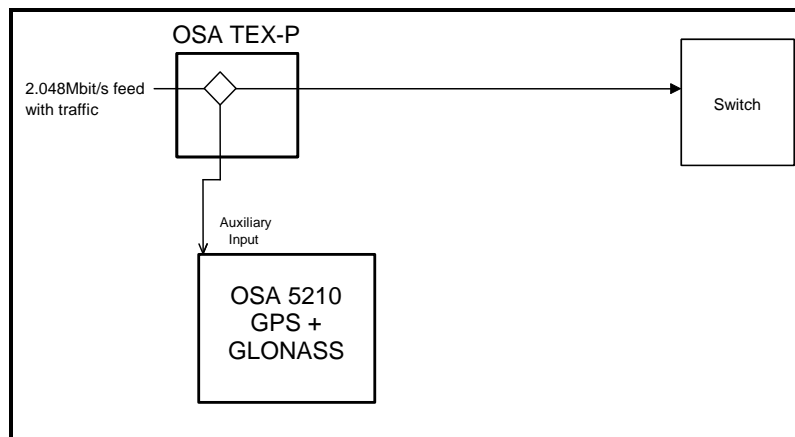 OSA TEX-P
2.048Mbit/s feed
with traffic
Switch
Auxiliary
Input
OSA 5210
GPS +
GLONASS